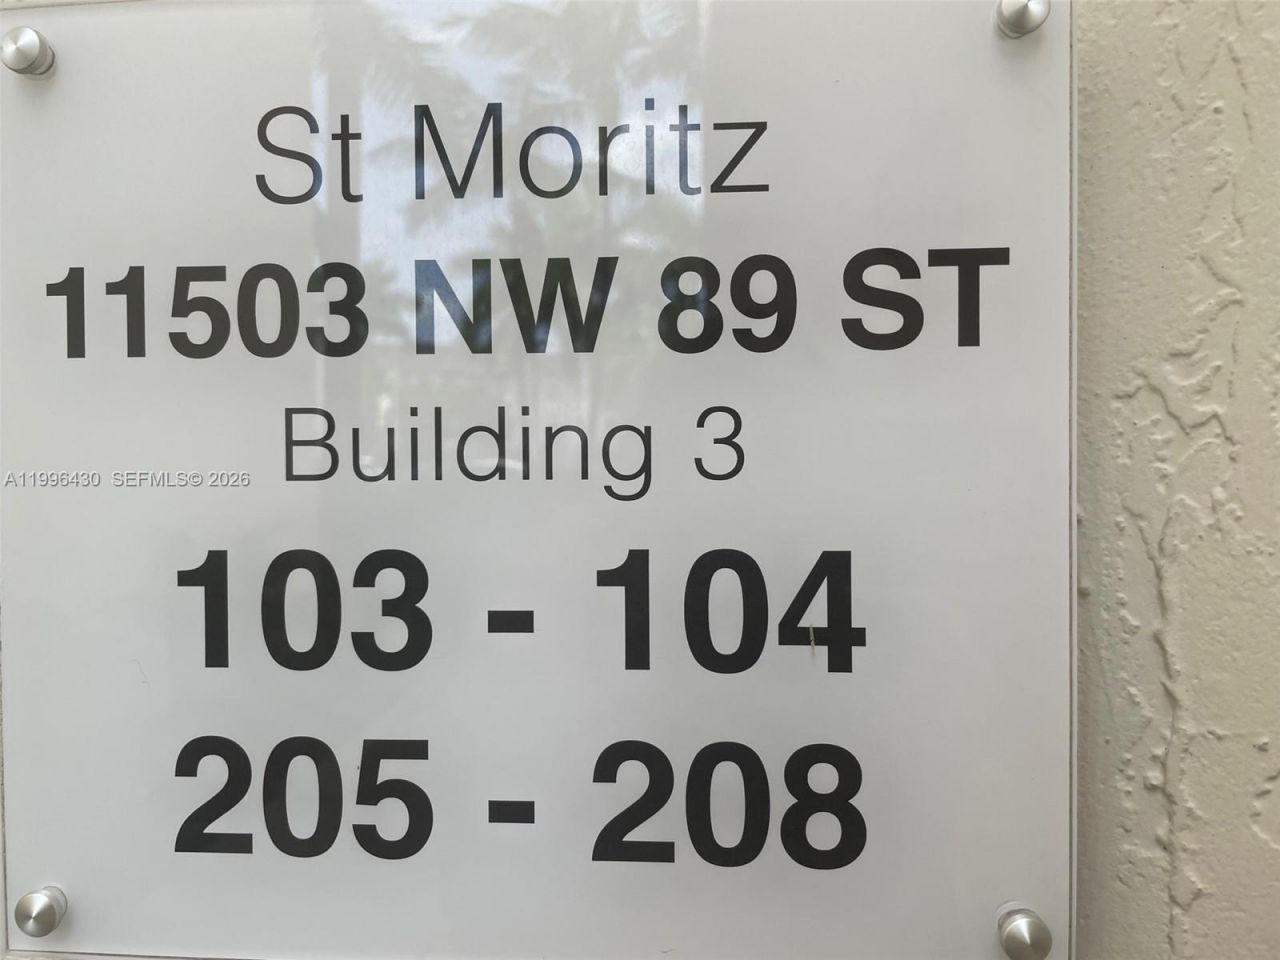 St Moritz
11503 NW 89 ST
Building 3
A11996430 SEFMLS© 2026
103 - 104
205 - 208